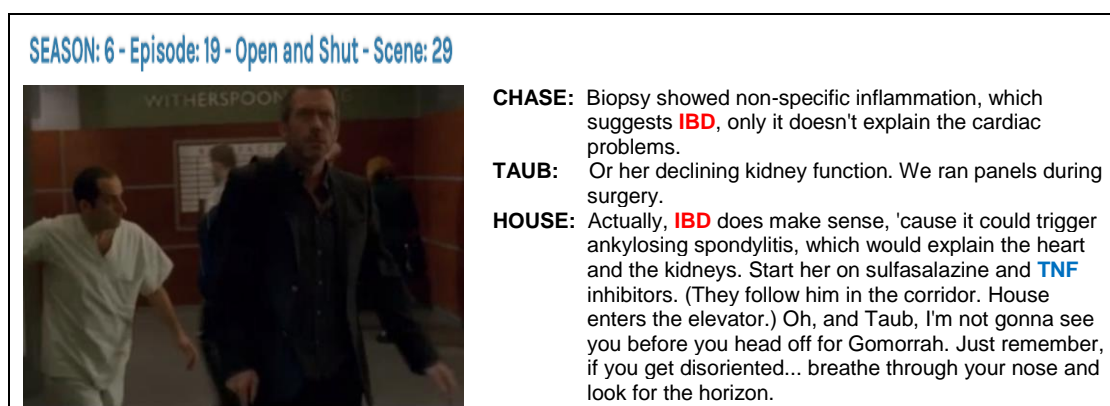 SEASON: 6 - Episode: 19 - Open and Shut - Scene: 29
WITHERSPOON
CHASE: Biopsy showed non-specific inflammation, which
suggests IBD, only it doesn't explain the cardiac
problems.
TAUB: Or her declining kidney function. We ran panels during
surgery.
HOUSE: Actually, IBD does make sense, 'cause it could trigger
ankylosing spondylitis, which would explain the heart
and the kidneys. Start her on sulfasalazine and TNF
inhibitors. (They follow him in the corridor. House
enters the elevator.) Oh, and Taub, I'm not gonna see
you before you head off for Gomorrah. Just remember,
if you get disoriented... breathe through your nose and
look for the horizon.